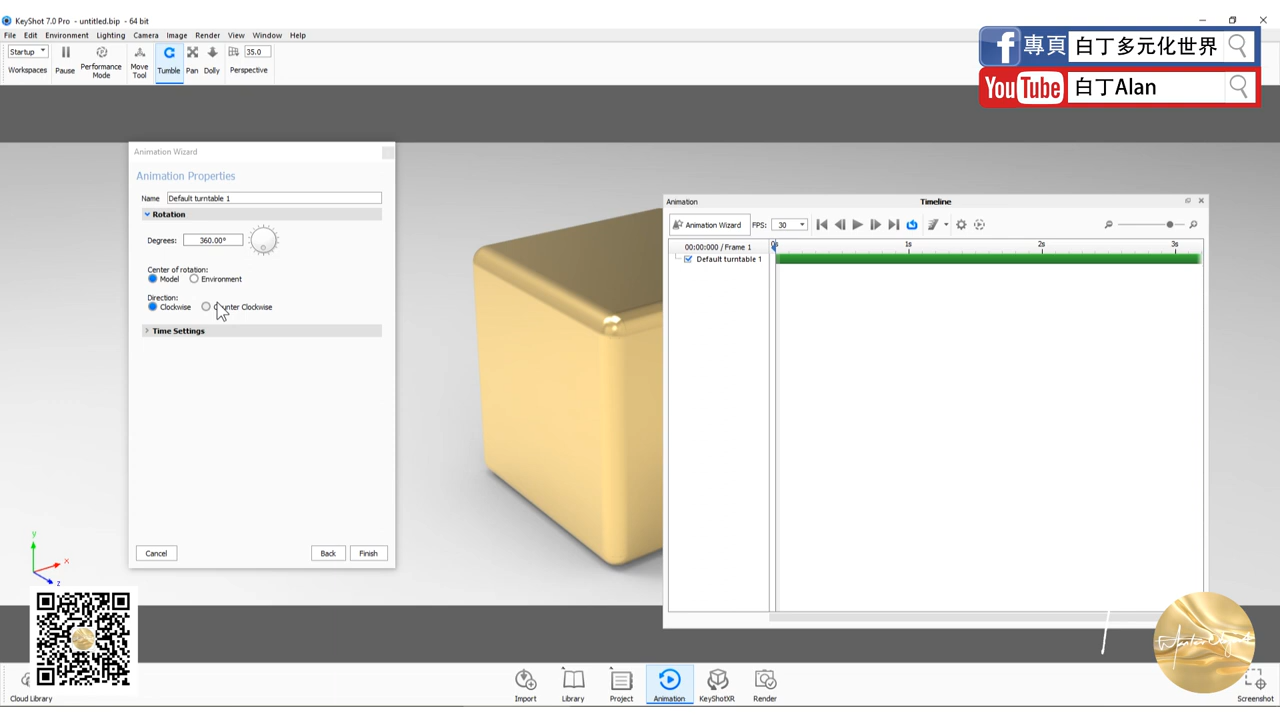 KeyShot 7.0 Pro - untitled.bip - 64 bit
File Edit Environment Lighting Camera Image Render View Window Help
Startup 35.0
Workspaces Pause Performance Mode Move Tool Tumble Pan Dolly Perspective
f 專頁 白丁多元化世界
YouTube 白丁Alan
Animation Wizard
Animation Properties
Name Default turntable 1
Rotation
Degrees: 360.00°
Center of rotation:
Model Environment
Direction:
Clockwise Counter Clockwise
Time Settings
Cancel Back Finish
Animation Timeline
Animation Wizard FPS: 30
00:00:000 / Frame 1 0s 1s 2s 3s
Default turntable 1
y
x
z
Cloud Library Import Library Project Animation KeyShotXR Render Screenshot